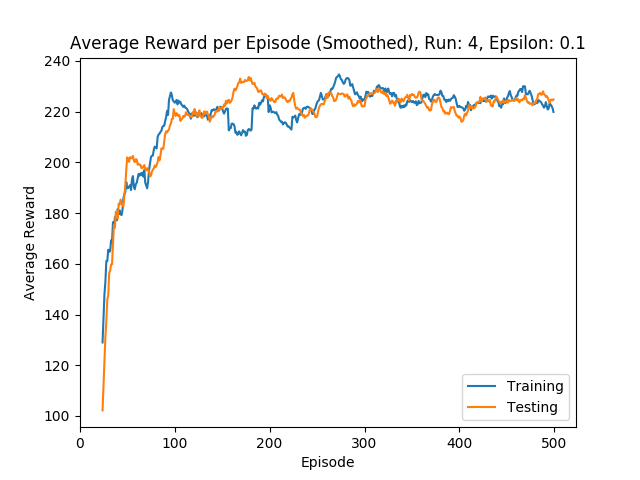 Average Reward per Episode (Smoothed), Run: 4, Epsilon: 0.1
240
220
200
180
160
140
120
100
Average Reward
0 100 200 300 400 500
Episode
Training
Testing